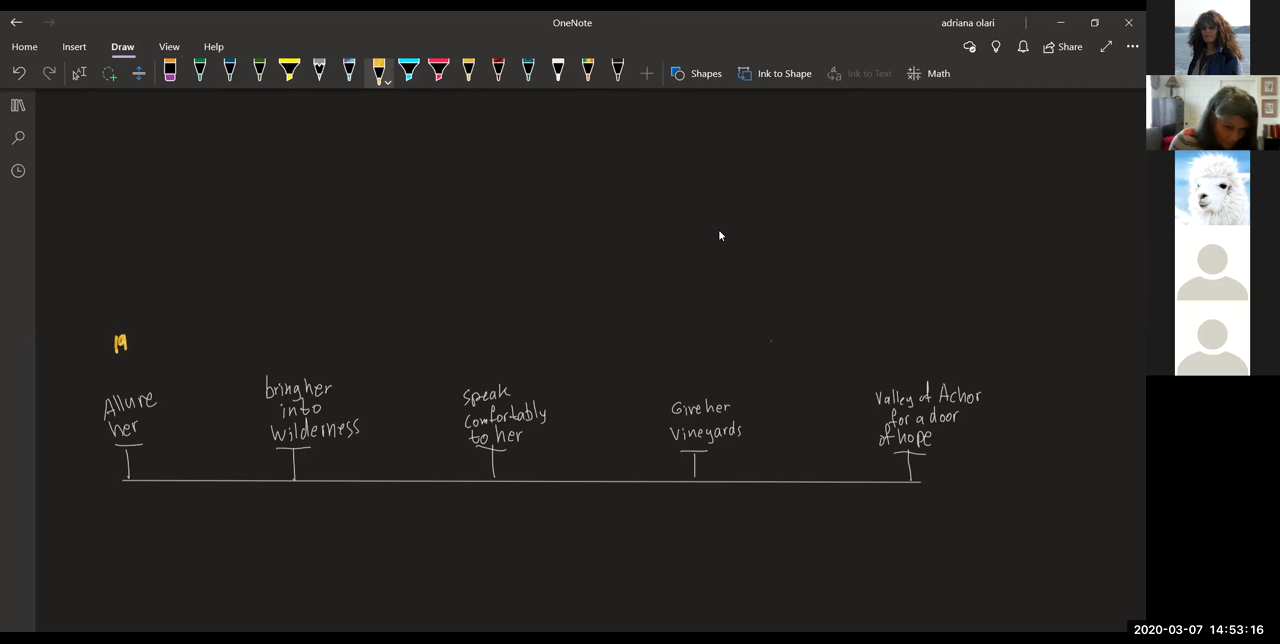 OneNote
adriana olari
Home Insert Draw View Help
Share
Shapes Ink to Shape Ink to Text Math
19
Allure
her
bring her
into
wilderness
speak
comfortably
to her
Give her
Vineyards
Valley of Achor
for a door
of hope
2020-03-07 14:53:16